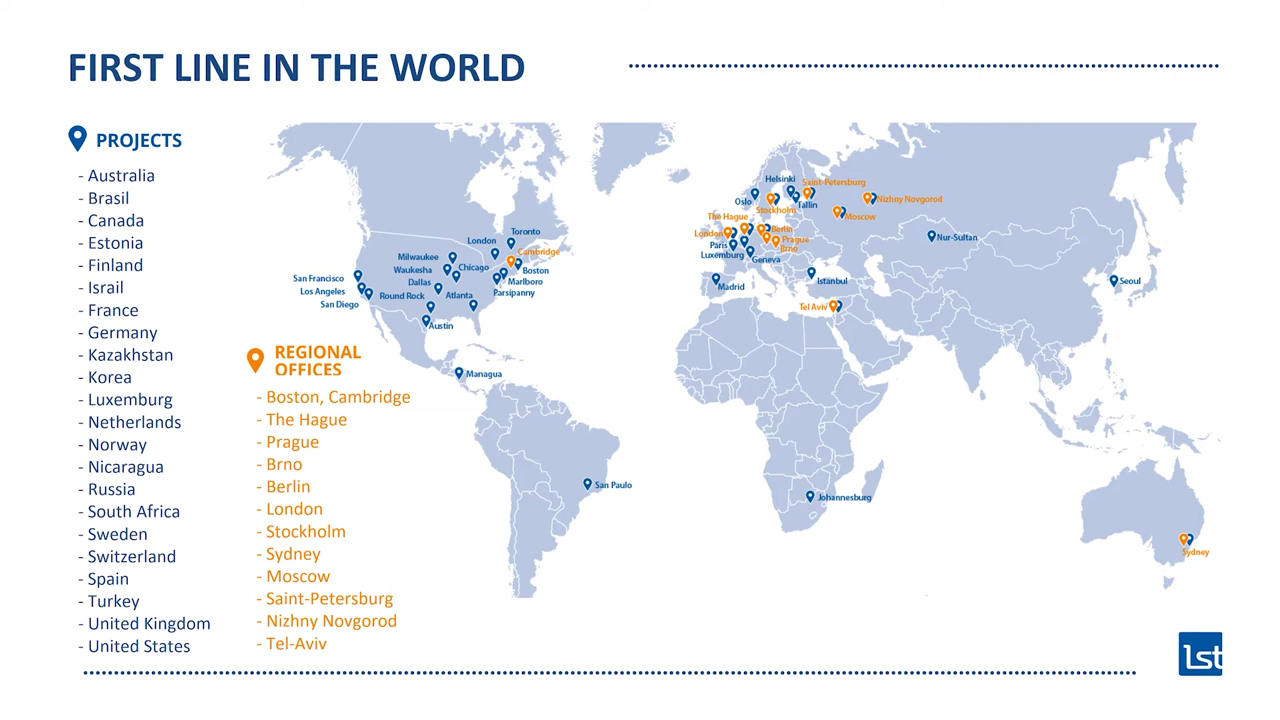 FIRST LINE IN THE WORLD
PROJECTS
- Australia
- Brasil
- Canada
- Estonia
- Finland
- Israil
- France
- Germany
- Kazakhstan
- Korea
- Luxemburg
- Netherlands
- Norway
- Nicaragua
- Russia
- South Africa
- Sweden
- Switzerland
- Spain
- Turkey
- United Kingdom
- United States
REGIONAL
OFFICES
- Boston, Cambridge
- The Hague
- Prague
- Brno
- Berlin
- London
- Stockholm
- Sydney
- Moscow
- Saint-Petersburg
- Nizhny Novgorod
- Tel-Aviv
Toronto
London
Cambridge
Milwaukee
Waukesha
Chicago
Boston
San Francisco
Dallas
Marlboro
Los Angeles
Round Rock
Atlanta
Parsipanny
San Diego
Austin
Managua
San Paulo
Helsinki
Saint-Petersburg
Oslo
Stockholm
Tallin
Nizhny Novgorod
The Hague
Moscow
London
Berlin
Paris
Prague
Brno
Luxemburg
Geneva
Nur-Sultan
Madrid
Istanbul
Seoul
Tel Aviv
Johannesburg
Sydney
1st